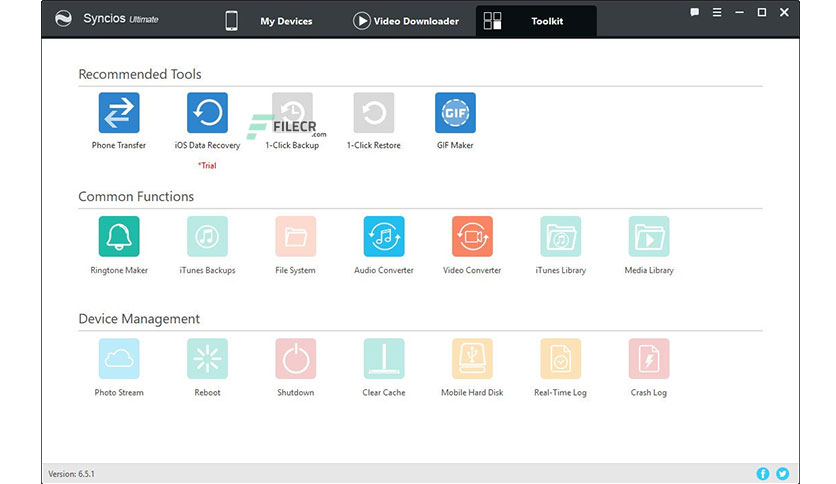 Syncios Ultimate My Devices Video Downloader Toolkit
Recommended Tools
Phone Transfer iOS Data Recovery 1-Click Backup 1-Click Restore GIF Maker
GIF
FILECR
.com
*Trial
Common Functions
Ringtone Maker iTunes Backups File System Audio Converter Video Converter iTunes Library Media Library
Device Management
Photo Stream Reboot Shutdown Clear Cache Mobile Hard Disk Real-Time Log Crash Log
Version: 6.5.1